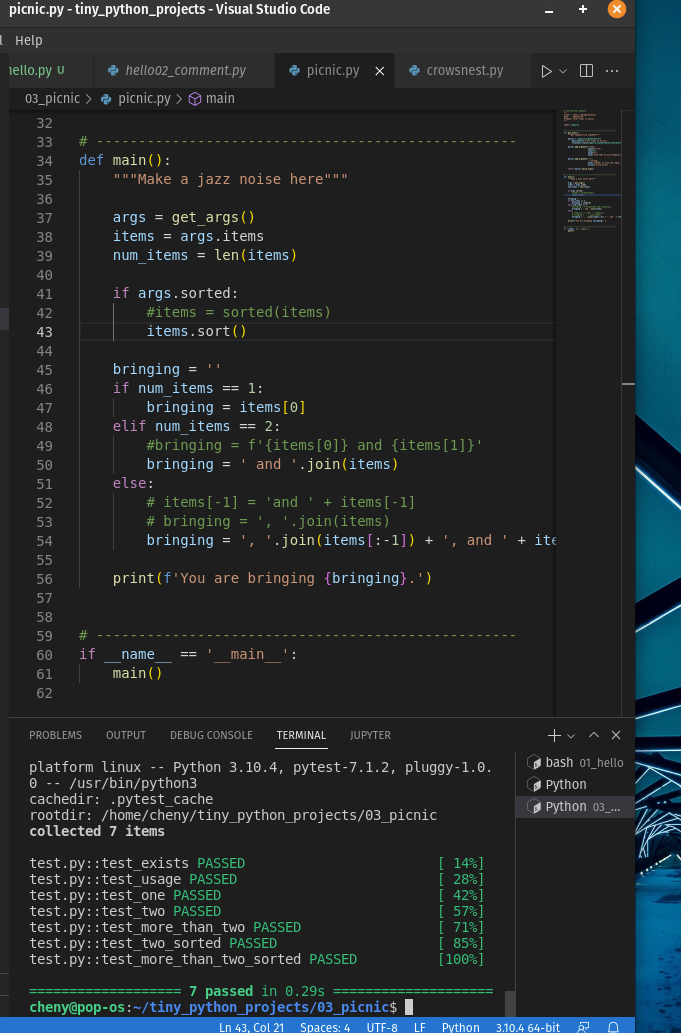 picnic.py - tiny_python_projects - Visual Studio Code
Help
hello.py U hello02_comment.py picnic.py crowsnest.py
03_picnic > picnic.py > main
32
33 # --------------------------------------------------
34 def main():
35 """Make a jazz noise here"""
36
37 args = get_args()
38 items = args.items
39 num_items = len(items)
40
41 if args.sorted:
42 #items = sorted(items)
43 items.sort()
44
45 bringing = ''
46 if num_items == 1:
47 bringing = items[0]
48 elif num_items == 2:
49 #bringing = f'{items[0]} and {items[1]}'
50 bringing = ' and '.join(items)
51 else:
52 # items[-1] = 'and ' + items[-1]
53 # bringing = ', '.join(items)
54 bringing = ', '.join(items[:-1]) + ', and ' + ite
55
56 print(f'You are bringing {bringing}.')
57
58
59 # --------------------------------------------------
60 if __name__ == '__main__':
61 main()
62
PROBLEMS OUTPUT DEBUG CONSOLE TERMINAL JUPYTER
platform linux -- Python 3.10.4, pytest-7.1.2, pluggy-1.0.
0 -- /usr/bin/python3
cachedir: .pytest_cache
rootdir: /home/cheny/tiny_python_projects/03_picnic
collected 7 items
test.py::test_exists PASSED [ 14%]
test.py::test_usage PASSED [ 28%]
test.py::test_one PASSED [ 42%]
test.py::test_two PASSED [ 57%]
test.py::test_more_than_two PASSED [ 71%]
test.py::test_two_sorted PASSED [ 85%]
test.py::test_more_than_two_sorted PASSED [100%]
=================== 7 passed in 0.29s ====================
cheny@pop-os:~/tiny_python_projects/03_picnic$
bash 01_hello
Python
Python 03_...
Ln 43, Col 21 Spaces: 4 UTF-8 LF Python 3.10.4 64-bit